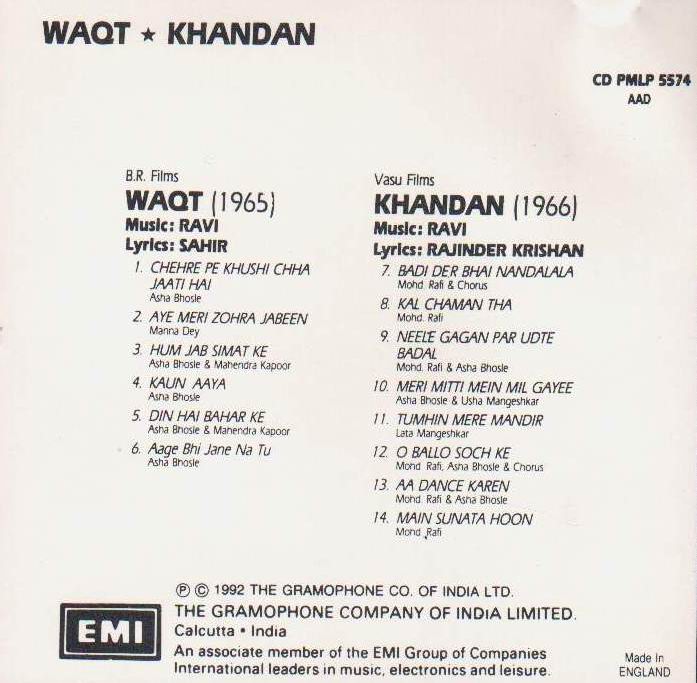 WAQT ★ KHANDAN
CD PMLP 5574
AAD
B.R. Films
WAQT (1965)
Music: RAVI
Lyrics: SAHIR
1. CHEHRE PE KHUSHI CHHA
JAATI HAI
Asha Bhosle
2. AYE MERI ZOHRA JABEEN
Manna Dey
3. HUM JAB SIMAT KE
Asha Bhosle & Mahendra Kapoor
4. KAUN AAYA
Asha Bhosle
5. DIN HAI BAHAR KE
Asha Bhosle & Mahendra Kapoor
6. Aage Bhi Jane Na Tu
Asha Bhosle
Vasu Films
KHANDAN (1966)
Music: RAVI
Lyrics: RAJINDER KRISHAN
7. BADI DER BHAI NANDALALA
Mohd. Rafi & Chorus
8. KAL CHAMAN THA
Mohd. Rafi
9. NEELE GAGAN PAR UDTE
BADAL
Mohd. Rafi & Asha Bhosle
10. MERI MITTI MEIN MIL GAYEE
Asha Bhosle & Usha Mangeshkar
11. TUMHIN MERE MANDIR
Lata Mangeshkar
12. O BALLO SOCH KE
Mohd. Rafi, Asha Bhosle & Chorus
13. AA DANCE KAREN
Mohd. Rafi & Asha Bhosle
14. MAIN SUNATA HOON
Mohd. Rafi
℗ © 1992 THE GRAMOPHONE CO. OF INDIA LTD.
EMI
THE GRAMOPHONE COMPANY OF INDIA LIMITED.
Calcutta • India
An associate member of the EMI Group of Companies
International leaders in music, electronics and leisure.
Made In
ENGLAND